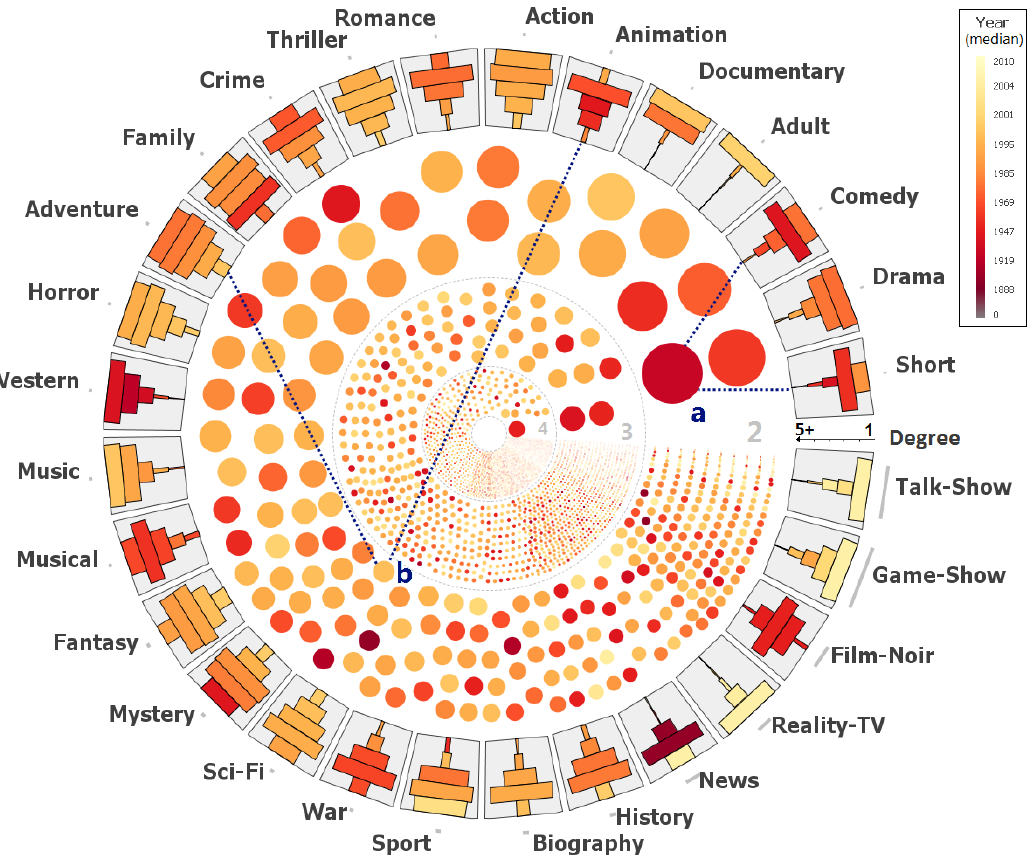 Romance
Action
Thriller
Animation
Crime
Documentary
Family
Adult
Adventure
Comedy
Horror
Drama
Western
Short
Music
Degree
Musical
Talk-Show
Fantasy
Game-Show
Mystery
Film-Noir
Sci-Fi
Reality-TV
War
News
Sport
History
Biography
Year
(median)
2010
2004
2001
1995
1985
1969
1947
1919
1888
0
a
b
4
3
2
5+
1